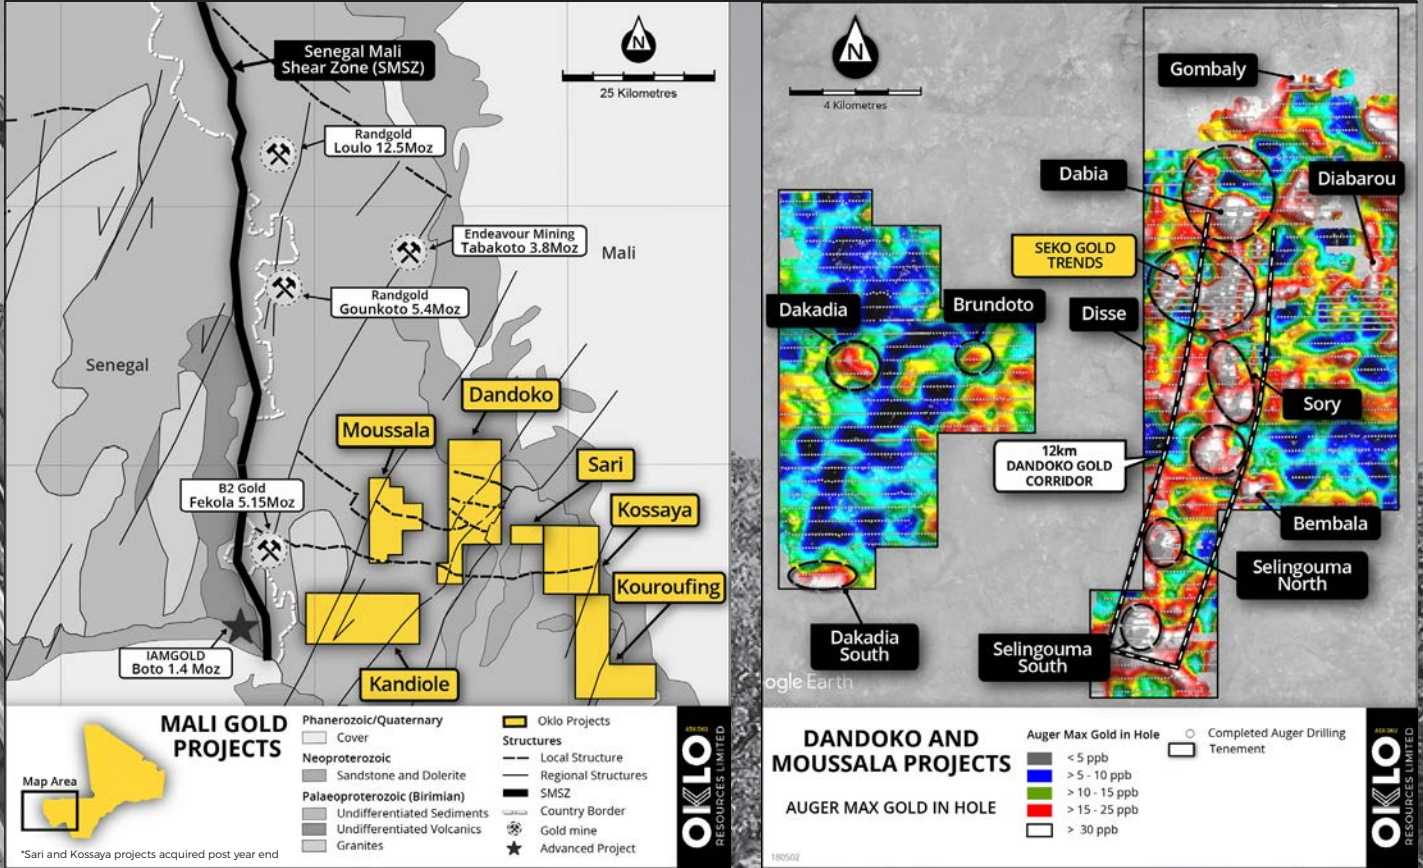 Senegal Mali
Shear Zone (SMSZ)
N
25 Kilometres
Randgold
Loulo 12.5Moz
Endeavour Mining
Tabakoto 3.8Moz
Mali
Randgold
Gounkoto 5.4Moz
Senegal
Dandoko
Moussala
Sari
B2 Gold
Fekola 5.15Moz
Kossaya
Kouroufing
IAMGOLD
Boto 1.4 Moz
Kandiole
MALI GOLD
PROJECTS
Map Area
*Sari and Kossaya projects acquired post year end
Phanerozoic/Quaternary
Cover
Neoproterozoic
Sandstone and Dolerite
Palaeoproterozoic (Birimian)
Undifferentiated Sediments
Undifferentiated Volcanics
Granites
Oklo Projects
Structures
Local Structure
Regional Structures
SMSZ
Country Border
Gold mine
Advanced Project
ASX:OKU
OKLO
RESOURCES LIMITED
N
4 Kilometres
Gombaly
Dabia
Diabarou
SEKO GOLD
TRENDS
Dakadia
Brundoto
Disse
Sory
12km
DANDOKO GOLD
CORRIDOR
Bembala
Selingouma
North
Dakadia
South
Selingouma
South
ogle Earth
DANDOKO AND
MOUSSALA PROJECTS
AUGER MAX GOLD IN HOLE
180502
Auger Max Gold in Hole
< 5 ppb
> 5 - 10 ppb
> 10 - 15 ppb
> 15 - 25 ppb
> 30 ppb
Completed Auger Drilling
Tenement
ASX:OKU
OKLO
RESOURCES LIMITED